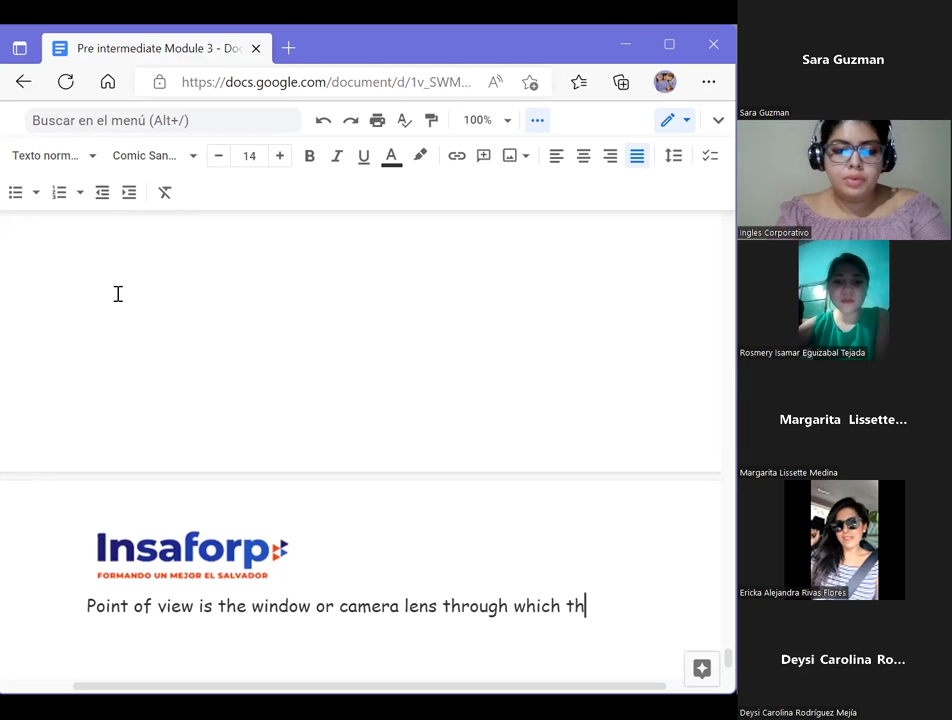 Pre intermediate Module 3 - Doc
https://docs.google.com/document/d/1v_SWM...
Buscar en el menú (Alt+/)
100%
Texto norm...
Comic San...
14
B I U A
Insaforp
FORMANDO UN MEJOR EL SALVADOR
Point of view is the window or camera lens through which th
Sara Guzman
Sara Guzman
Ingles Corporativo
Rosmery Isamar Eguizabal Tejada
Margarita Lissette...
Margarita Lissette Medina
Ericka Alejandra Rivas Flores
Deysi Carolina Ro...
Deysi Carolina Rodríguez Mejía